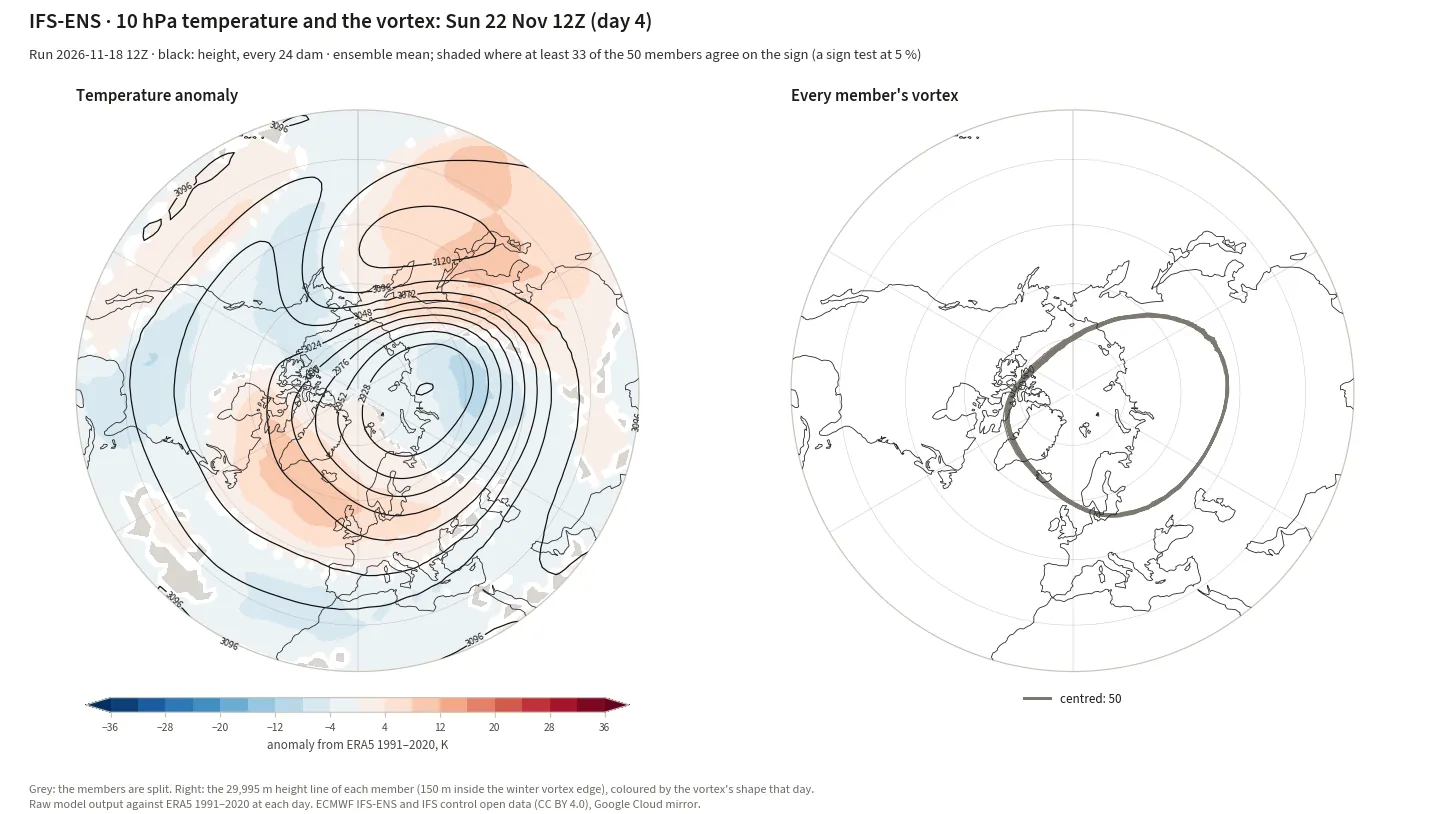 IFS-ENS · 10 hPa temperature and the vortex: Sun 22 Nov 12Z (day 4)
Run 2026-11-18 12Z · black: height, every 24 dam · ensemble mean; shaded where at least 33 of the 50 members agree on the sign (a sign test at 5 %)
Temperature anomaly
Every member's vortex
3096
3096
3120
3096
3072
3048
3024
2976
2952
2928
3096
3096
3096
3096
centred: 50
−36 −28 −20 −12 −4 4 12 20 28 36
anomaly from ERA5 1991–2020, K
Grey: the members are split. Right: the 29,995 m height line of each member (150 m inside the winter vortex edge), coloured by the vortex's shape that day.
Raw model output against ERA5 1991–2020 at each day. ECMWF IFS-ENS and IFS control open data (CC BY 4.0), Google Cloud mirror.